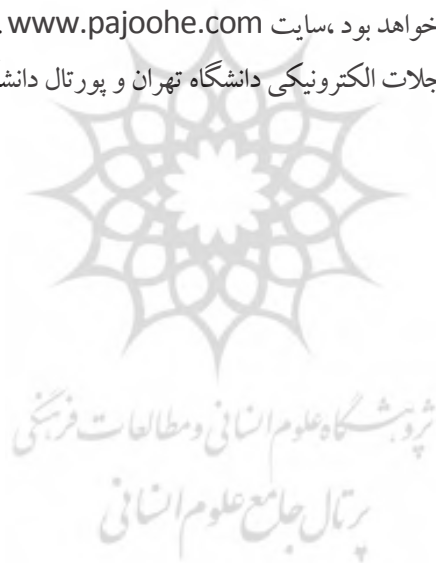 خواهد بود ،سایت www.pajoohe.com .
جلات الکترونیکی دانشگاه تهران و پورتال دانش
پژوهشگاه علوم انسانی و مطالعات فرهنگی
پرتال جامع علوم انسانی